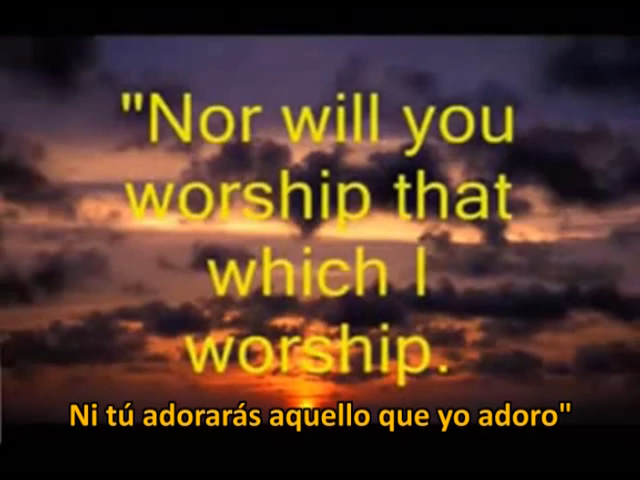 "Nor will you
worship that
which I
worship.
Ni tú adorarás aquello que yo adoro"